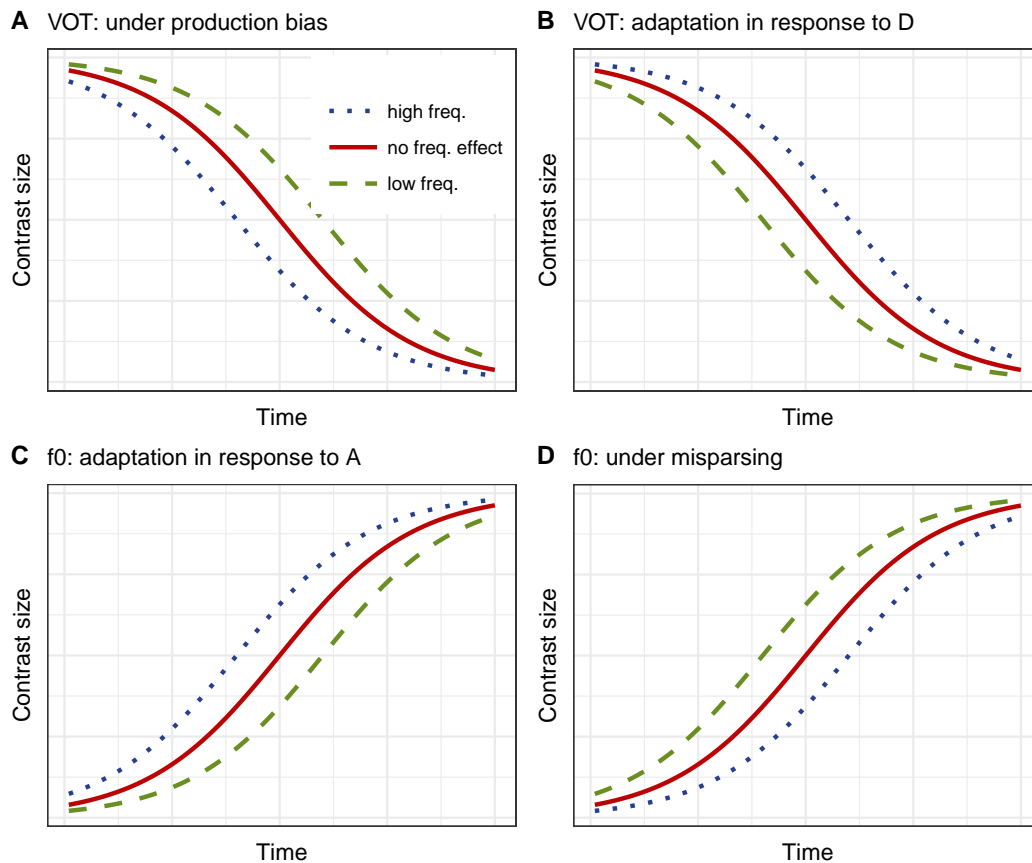 A VOT: under production bias
Contrast size
high freq.
no freq. effect
low freq.
Time
B VOT: adaptation in response to D
Contrast size
Time
C f0: adaptation in response to A
Contrast size
Time
D f0: under misparsing
Contrast size
Time